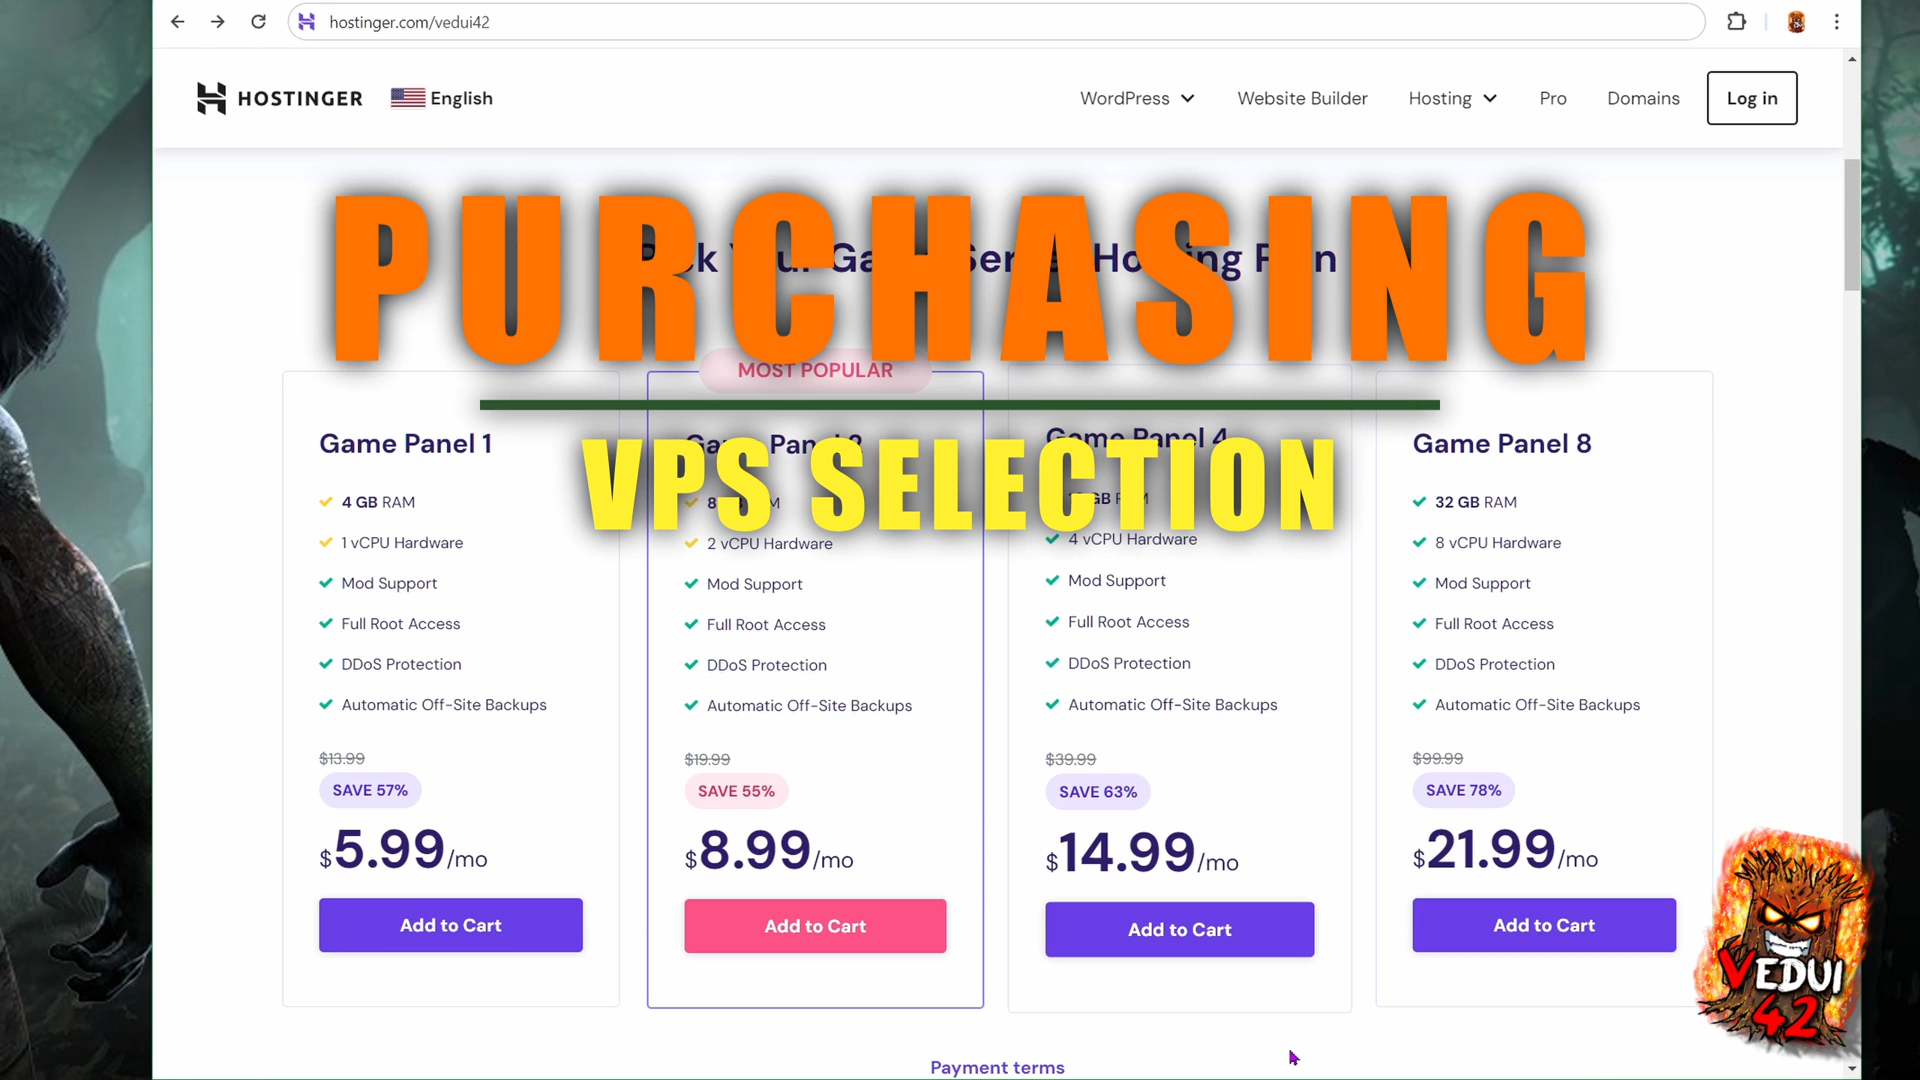 hostinger.com/vedui42
HOSTINGER English WordPress Website Builder Hosting Pro Domains Log in
PURCHASING
MOST POPULAR
VPS SELECTION
Game Panel 1
4 GB RAM
1 vCPU Hardware
Mod Support
Full Root Access
DDoS Protection
Automatic Off-Site Backups
$13.99
SAVE 57%
$5.99/mo
Add to Cart
2 vCPU Hardware
Mod Support
Full Root Access
DDoS Protection
Automatic Off-Site Backups
$19.99
SAVE 55%
$8.99/mo
Add to Cart
Game Panel 4
4 vCPU Hardware
Mod Support
Full Root Access
DDoS Protection
Automatic Off-Site Backups
$39.99
SAVE 63%
$14.99/mo
Add to Cart
Game Panel 8
32 GB RAM
8 vCPU Hardware
Mod Support
Full Root Access
DDoS Protection
Automatic Off-Site Backups
$99.99
SAVE 78%
$21.99/mo
Add to Cart
VEDUI
42
Payment terms